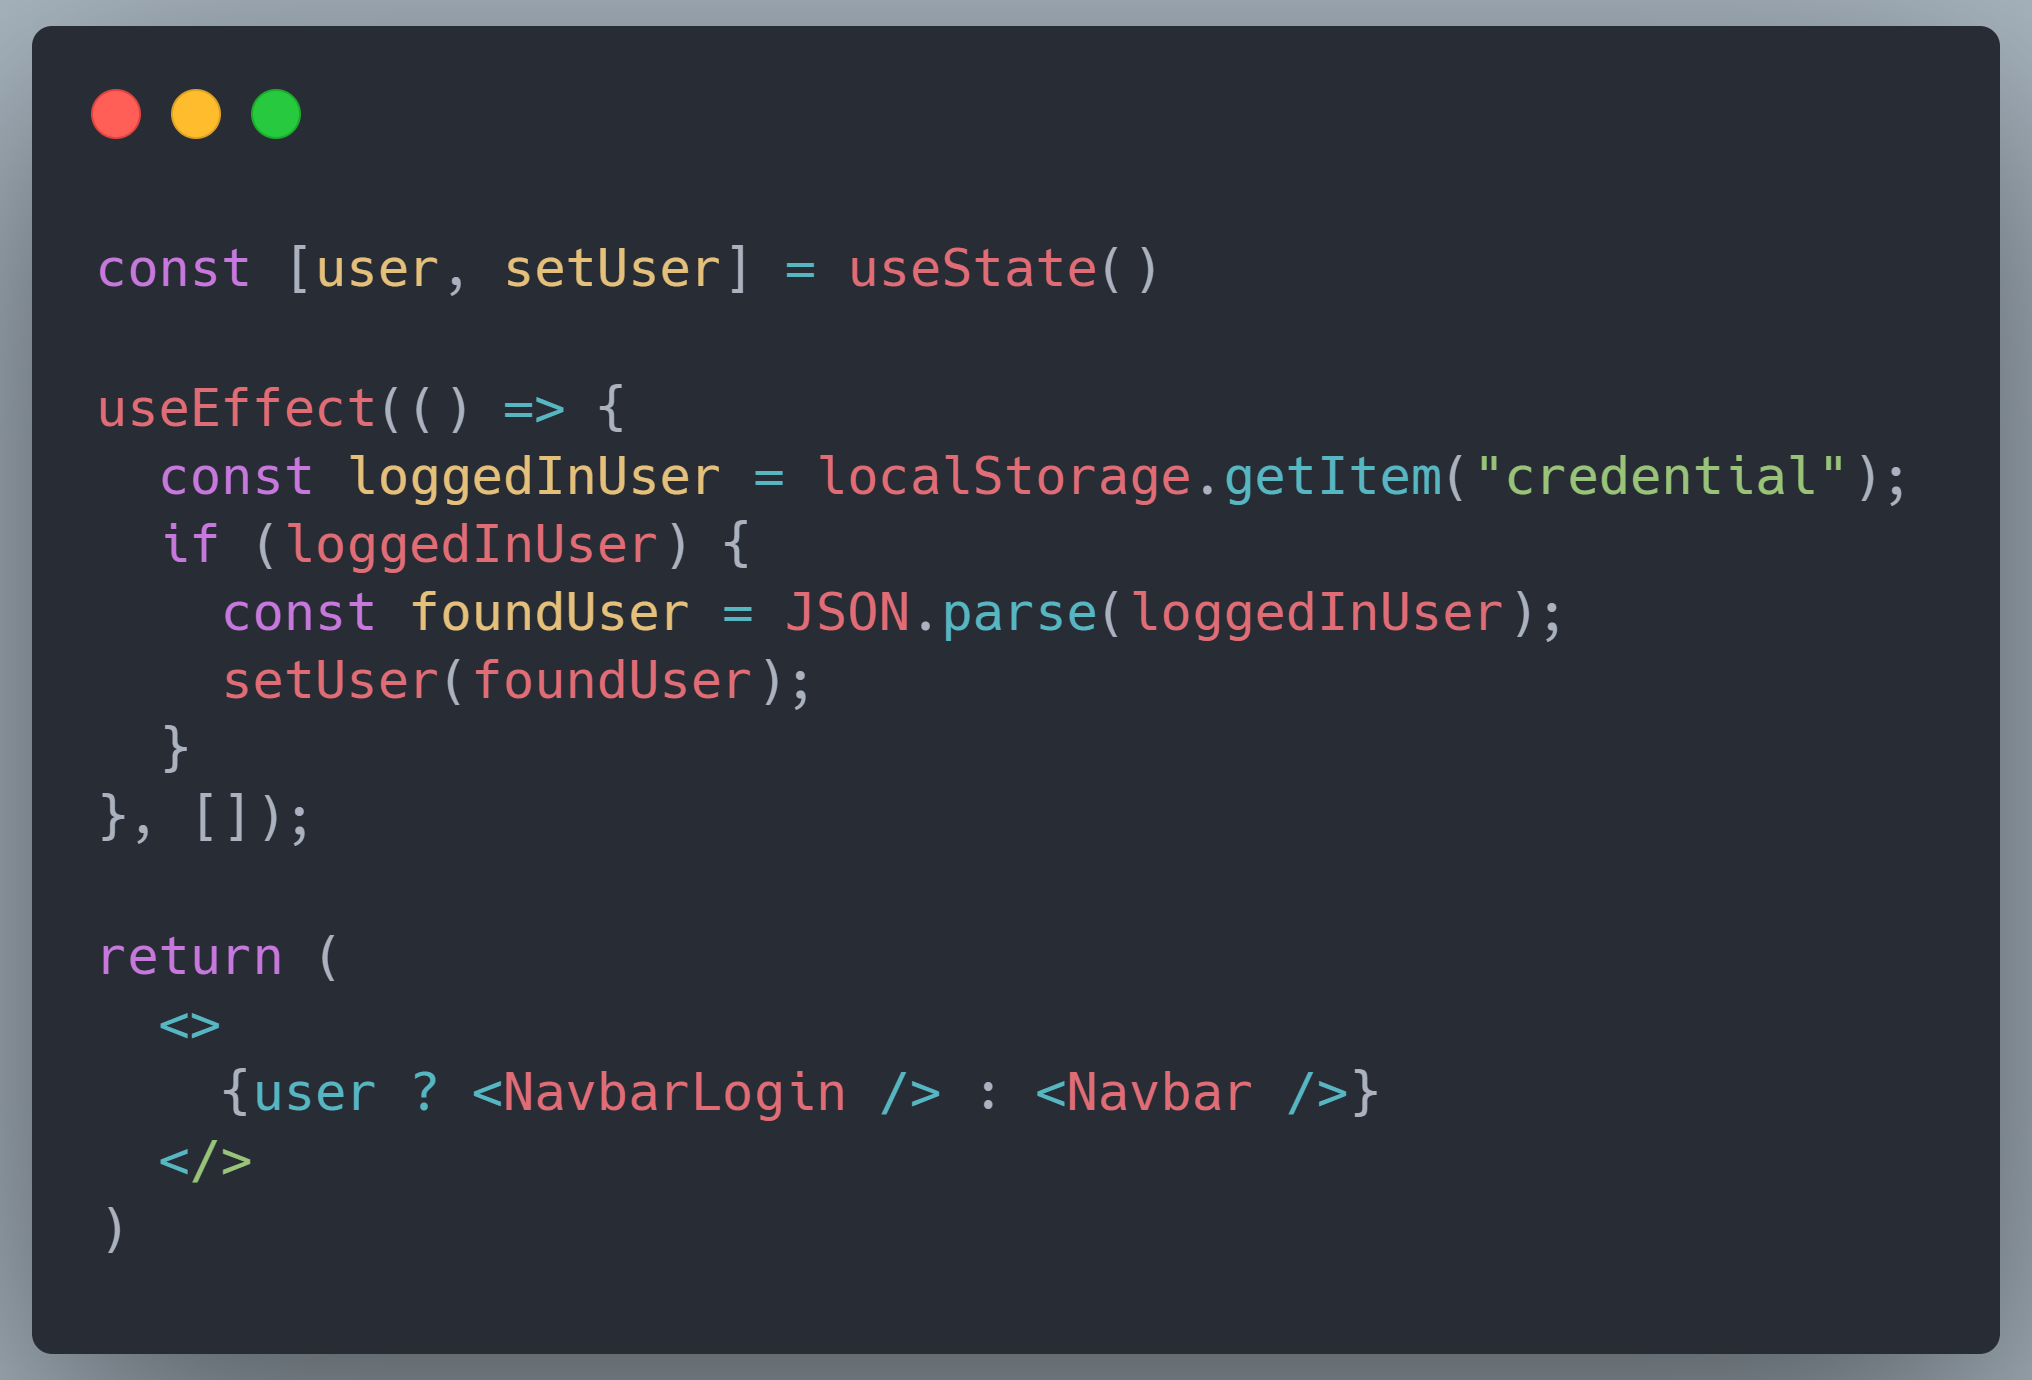 const [user, setUser] = useState()
useEffect(() => {
  const loggedInUser = localStorage.getItem("credential");
  if (loggedInUser) {
    const foundUser = JSON.parse(loggedInUser);
    setUser(foundUser);
  }
}, []);
return (
  <>
    {user ? <NavbarLogin /> : <Navbar />}
  </>
)